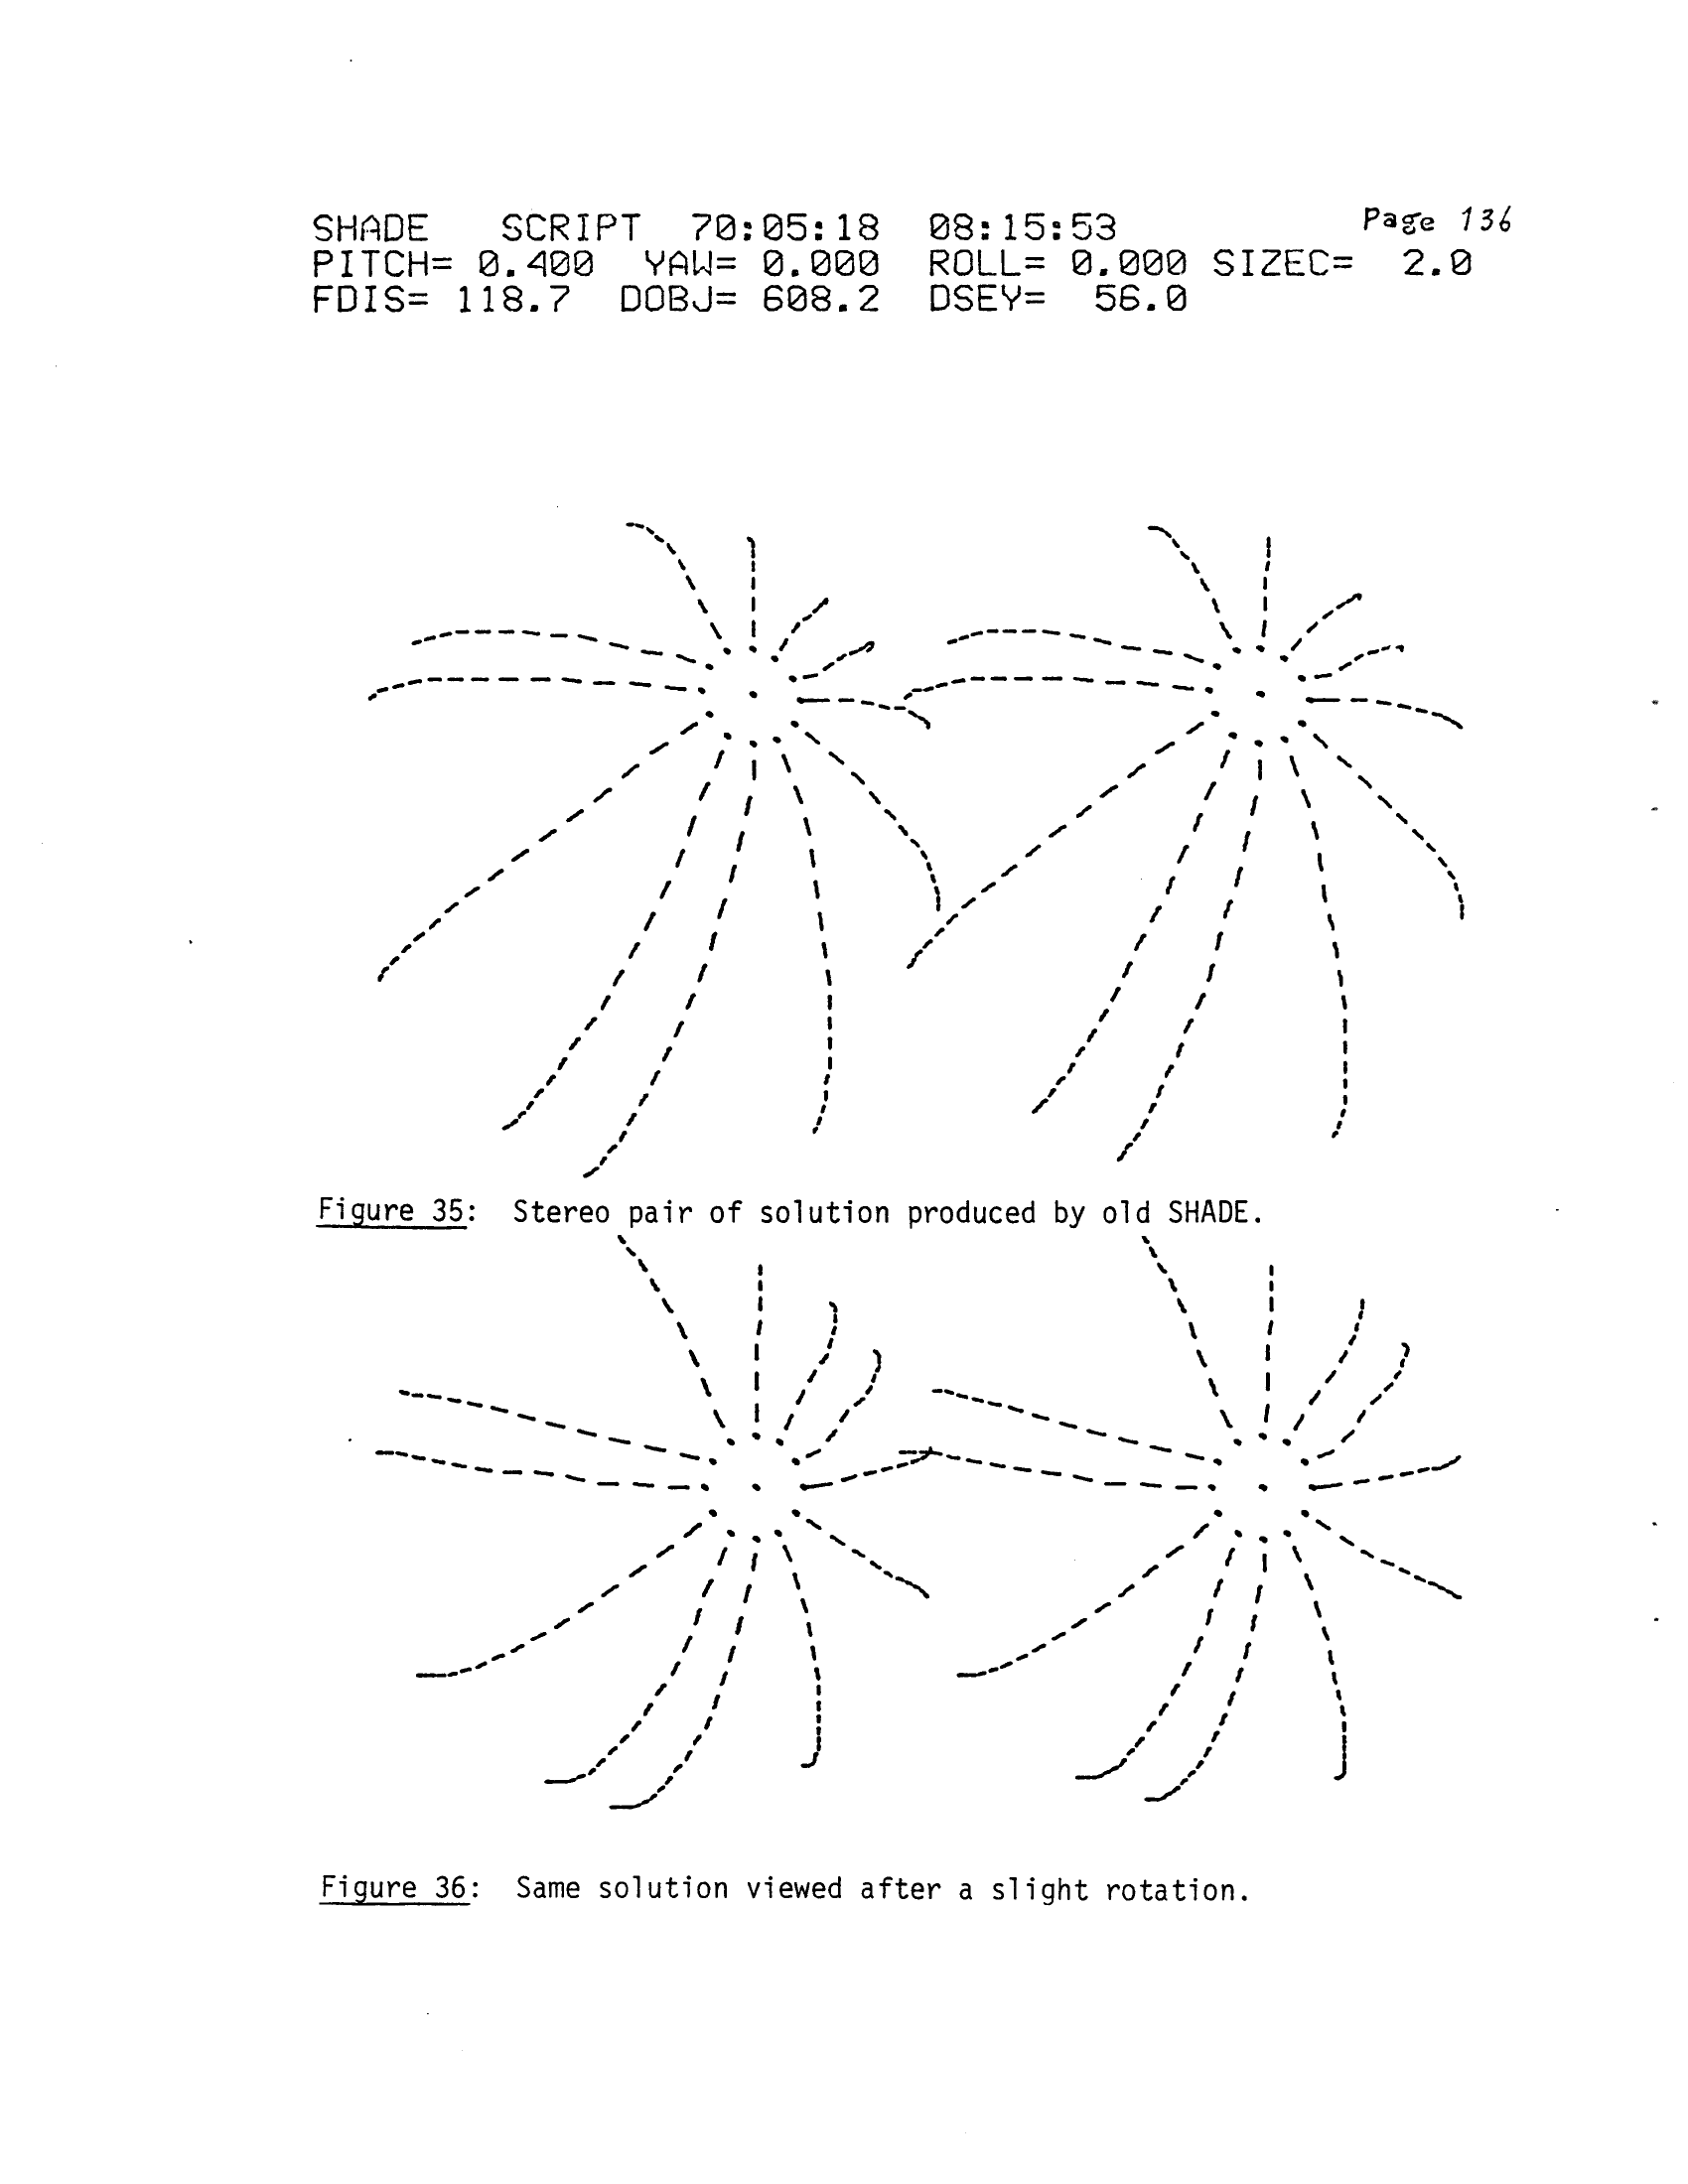 SHADE SCRIPT 70:05:18 08:15:53 Page 136
PITCH= 0.400 YAW= 0.000 ROLL= 0.000 SIZEC= 2.0
FDIS= 118.7 DOBJ= 608.2 DSEY= 56.0
Figure 35: Stereo pair of solution produced by old SHADE.
Figure 36: Same solution viewed after a slight rotation.